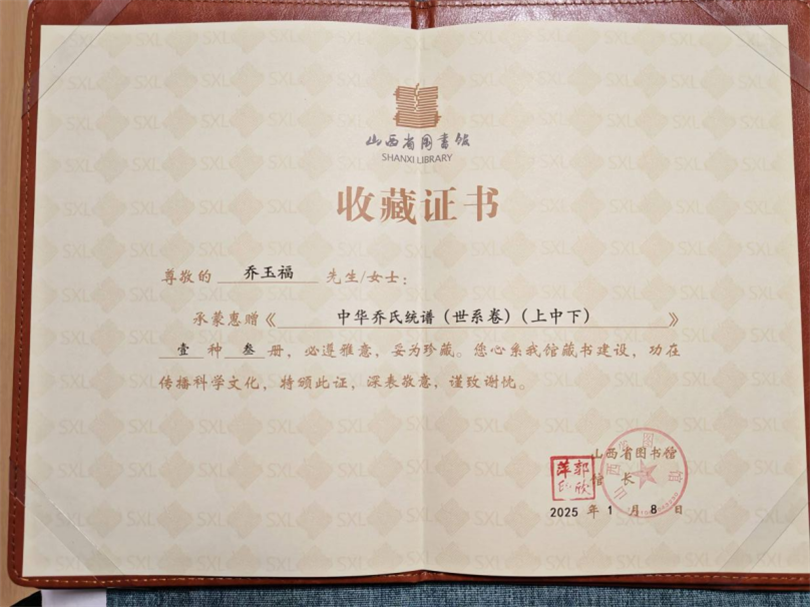 山西省图书馆
SHANXI LIBRARY
收藏证书
尊敬的 乔玉福 先生/女士：
承蒙惠赠《 中华乔氏统谱（世系卷）（上中下） 》
壹 种 叁 册，必遵雅意，妥为珍藏。您心系我馆藏书建设，功在
传播科学文化，特颁此证，深表敬意，谨致谢忱。
山西省图书馆
馆 长
2025 年 1 月 8 日